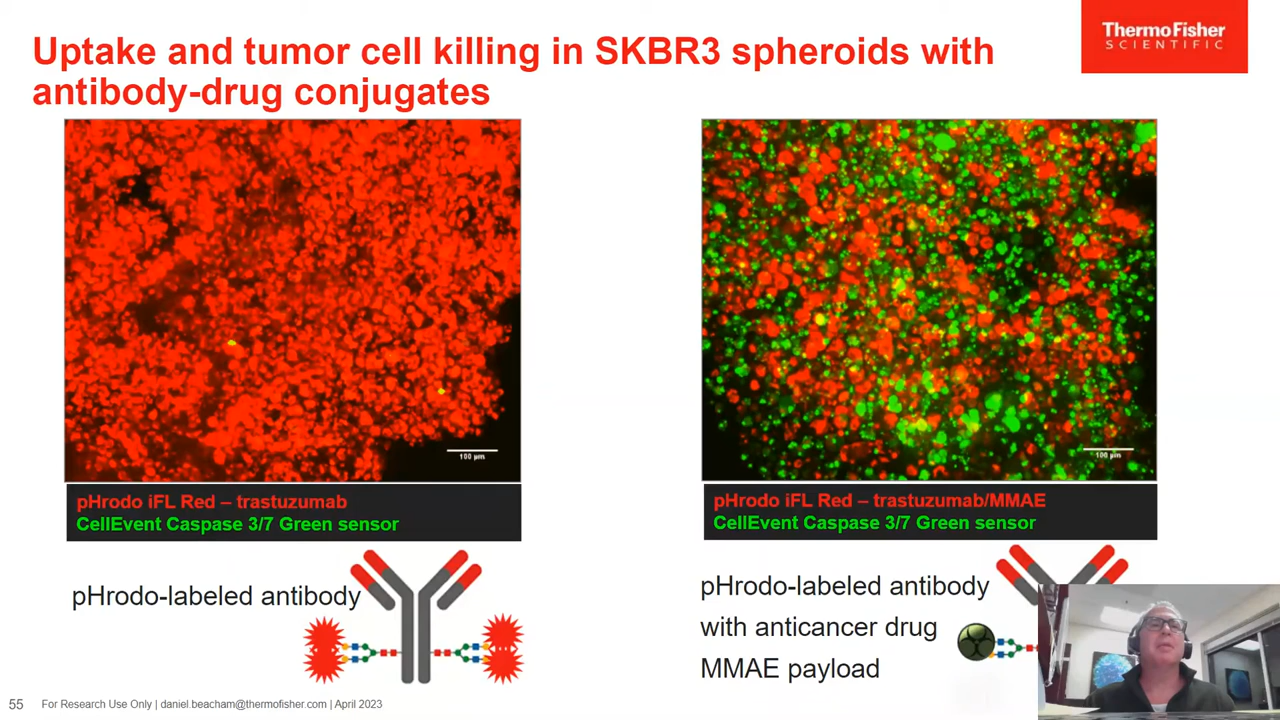 Uptake and tumor cell killing in SKBR3 spheroids with
antibody-drug conjugates
ThermoFisher
SCIENTIFIC
100 µm
pHrodo iFL Red – trastuzumab
CellEvent Caspase 3/7 Green sensor
pHrodo-labeled antibody
100 µm
pHrodo iFL Red – trastuzumab/MMAE
CellEvent Caspase 3/7 Green sensor
pHrodo-labeled antibody
with anticancer drug
MMAE payload
55
For Research Use Only | daniel.beacham@thermofisher.com | April 2023